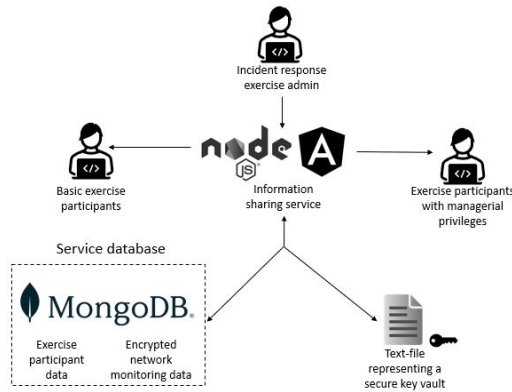 Incident response
exercise admin
node
JS
A
Information
sharing service
Basic exercise
participants
Exercise participants
with managerial
privileges
Service database
MongoDB.
Exercise
participant
data
Encrypted
network
monitoring data
Text-file
representing a
secure key vault